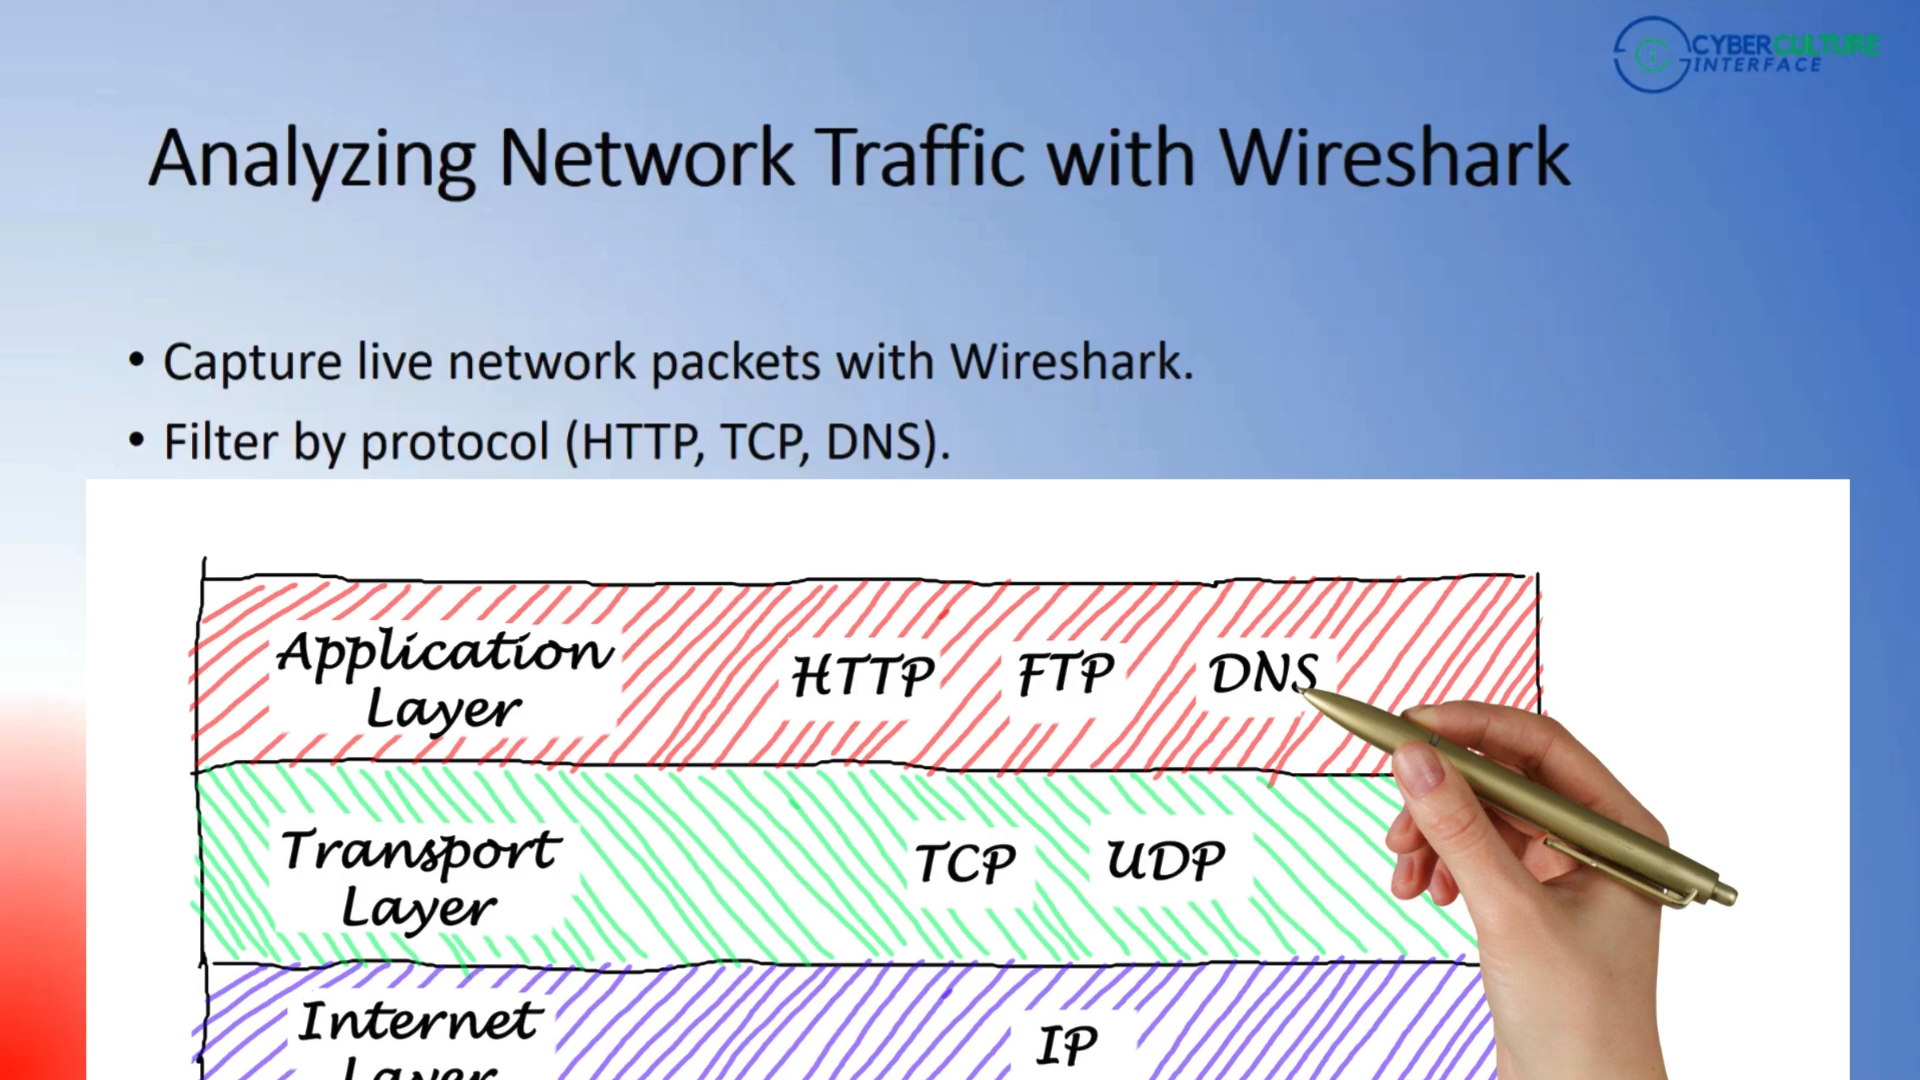 CYBERCULTURE
INTERFACE
Analyzing Network Traffic with Wireshark
• Capture live network packets with Wireshark.
• Filter by protocol (HTTP, TCP, DNS).
Application
Layer
HTTP FTP DNS
Transport
Layer
TCP UDP
Internet
Layer
IP